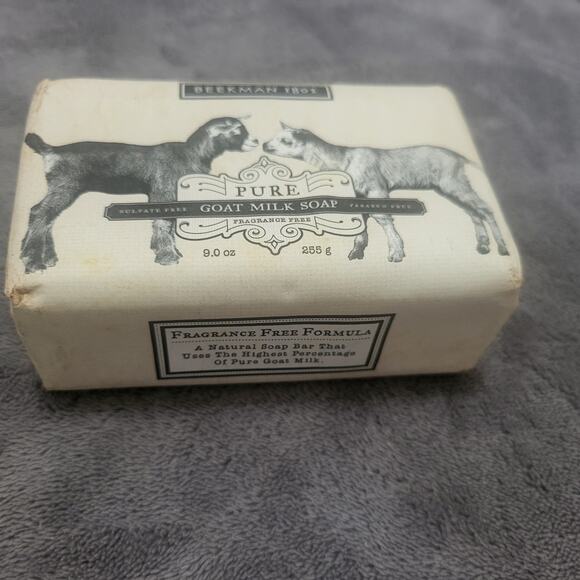 BEEKMAN 1802
PURE
SULFATE FREE GOAT MILK SOAP PARABEN FREE
FRAGRANCE FREE
9.0 oz 255 g
FRAGRANCE FREE FORMULA
A Natural Soap Bar That
Uses The Highest Percentage
Of Pure Goat Milk.